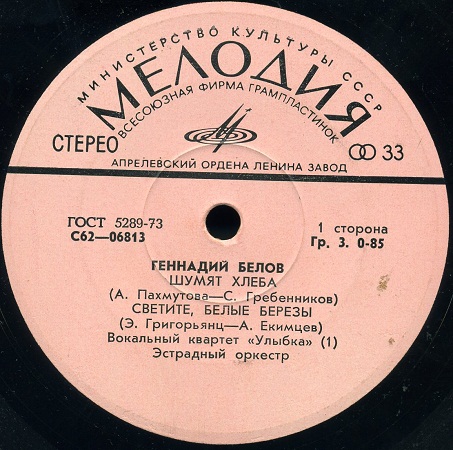 МИНИСТЕРСТВО КУЛЬТУРЫ СССР
МЕЛОДИЯ
ВСЕСОЮЗНАЯ ФИРМА ГРАМПЛАСТИНОК
СТЕРЕО
33
АПРЕЛЕВСКИЙ ОРДЕНА ЛЕНИНА ЗАВОД
ГОСТ 5289-73
С62—06813
1 сторона
Гр. 3. 0-85
ГЕННАДИЙ БЕЛОВ
ШУМЯТ ХЛЕБА
(А. Пахмутова—С. Гребенников)
СВЕТИТЕ, БЕЛЫЕ БЕРЕЗЫ
(Э. Григорьянц—А. Екимцев)
Вокальный квартет «Улыбка» (1)
Эстрадный оркестр